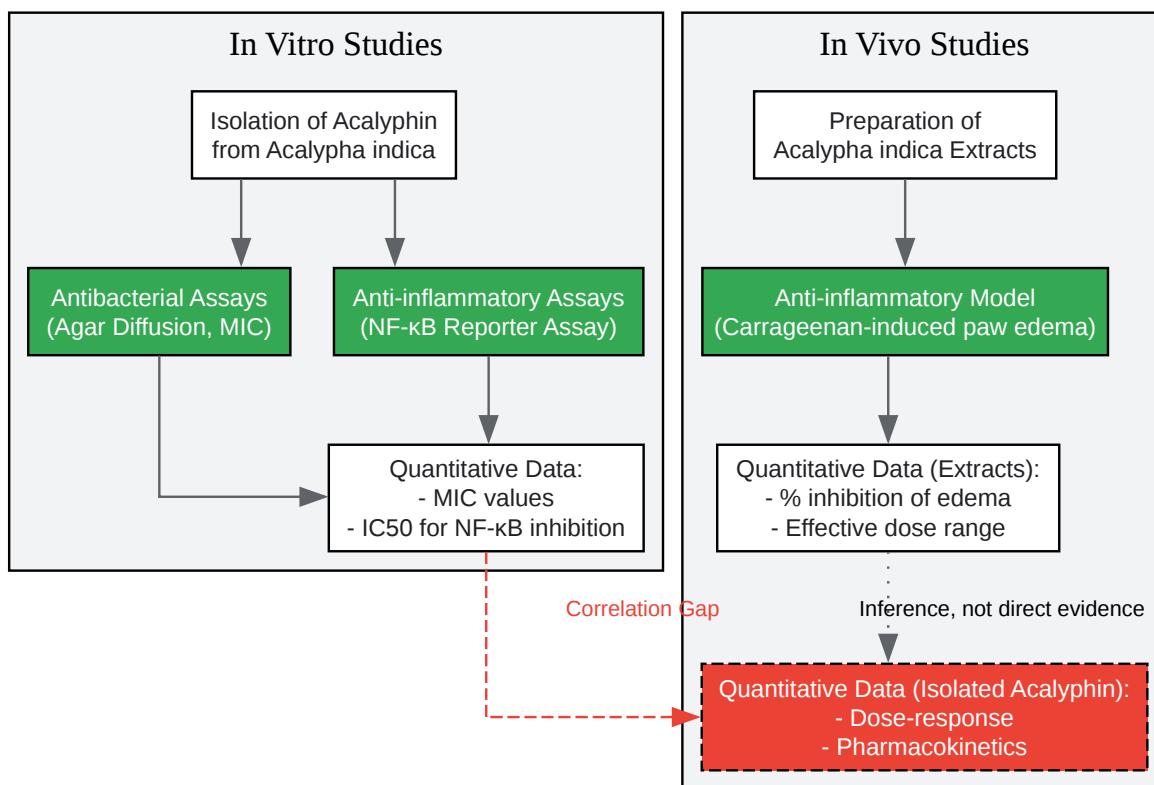 In Vitro Studies
Isolation of Acalyphin
from Acalypha indica
Antibacterial Assays
(Agar Diffusion, MIC)
Anti-inflammatory Assays
(NF-κB Reporter Assay)
Quantitative Data:
- MIC values
- IC50 for NF-κB inhibition
Correlation Gap
In Vivo Studies
Preparation of
Acalypha indica Extracts
Anti-inflammatory Model
(Carrageenan-induced paw edema)
Quantitative Data (Extracts):
- % inhibition of edema
- Effective dose range
Inference, not direct evidence
Quantitative Data (Isolated Acalyphin):
- Dose-response
- Pharmacokinetics